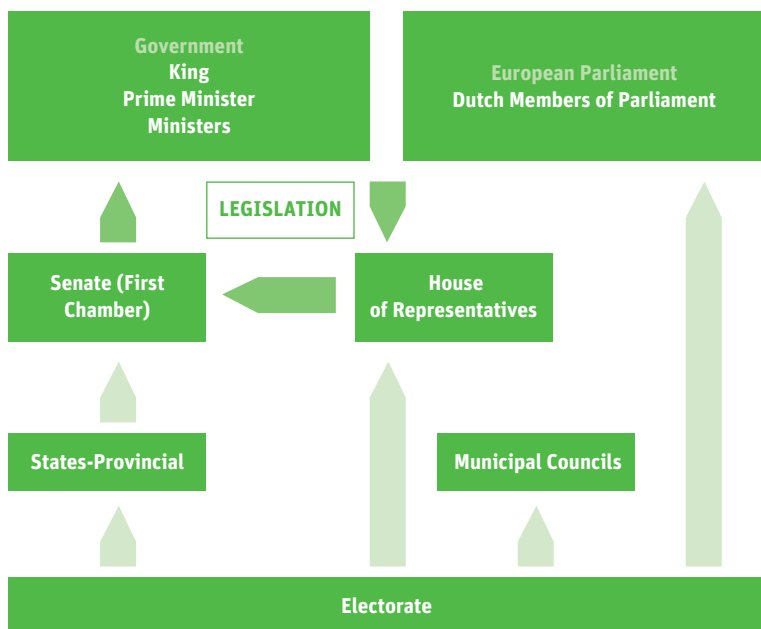 Government
King
Prime Minister
Ministers
European Parliament
Dutch Members of Parliament
LEGISLATION
Senate (First
Chamber)
House
of Representatives
States-Provincial
Municipal Councils
Electorate